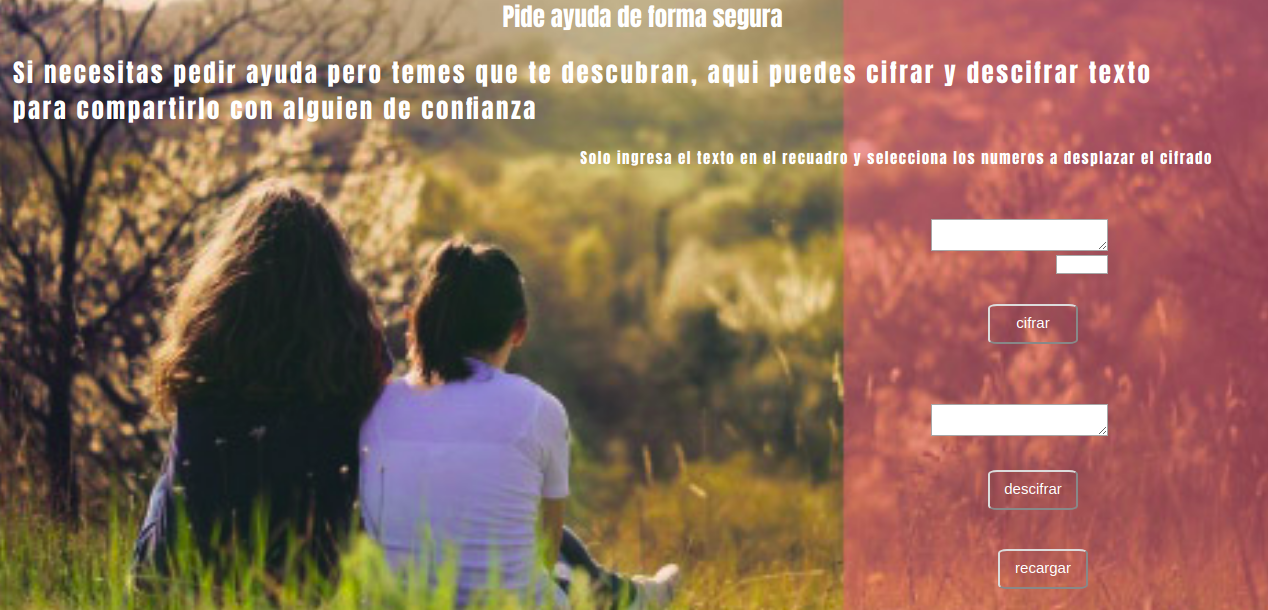 Pide ayuda de forma segura
Si necesitas pedir ayuda pero temes que te descubran, aqui puedes cifrar y descifrar texto
para compartirlo con alguien de confianza
Solo ingresa el texto en el recuadro y selecciona los numeros a desplazar el cifrado
cifrar
descifrar
recargar